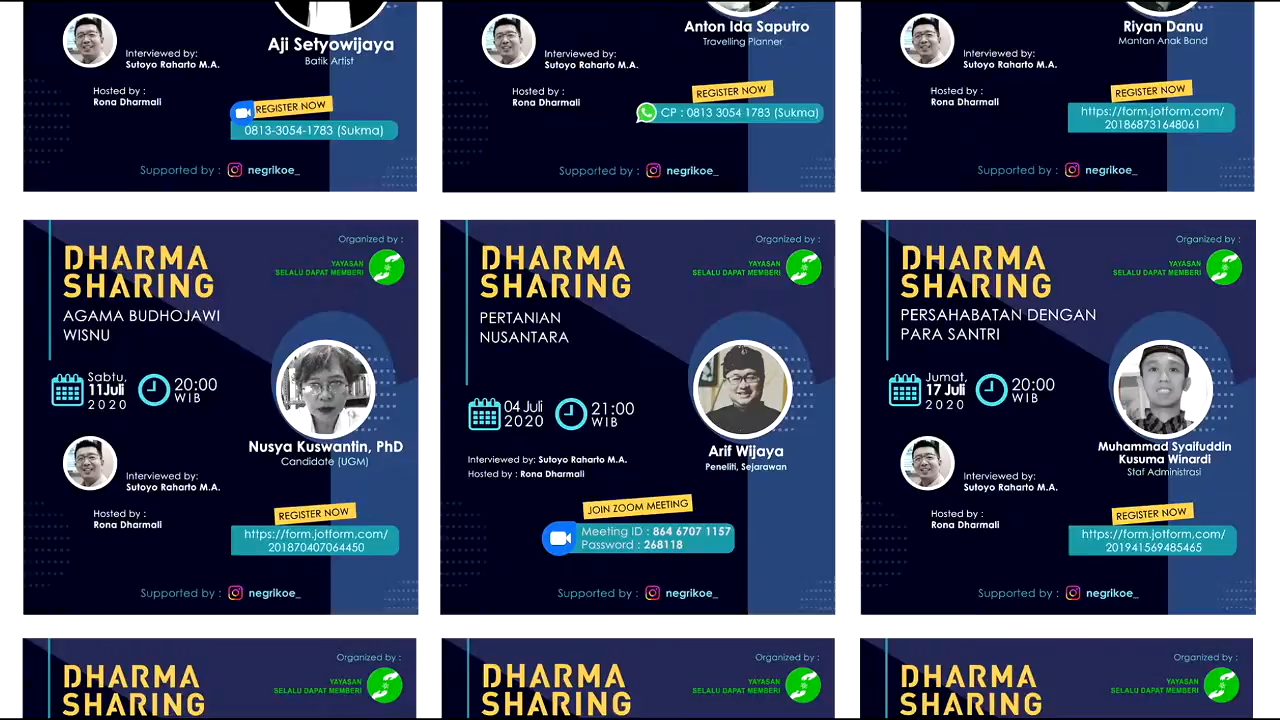 Aji Setyowijaya
Batik Artist
Interviewed by:
Sutoyo Raharto M.A.
Hosted by :
Rona Dharmali
REGISTER NOW
0813-3054-1783 (Sukma)
Supported by : negrikoe_
Anton Ida Saputro
Travelling Planner
Interviewed by:
Sutoyo Raharto M.A.
Hosted by :
Rona Dharmali
REGISTER NOW
CP : 0813 3054 1783 (Sukma)
Supported by : negrikoe_
Riyan Danu
Mantan Anak Band
Interviewed by:
Sutoyo Raharto M.A.
Hosted by :
Rona Dharmali
REGISTER NOW
https://form.jotform.com/
201868731648061
Supported by : negrikoe_
Organized by :
YAYASAN
SELALU DAPAT MEMBERI
DHARMA
SHARING
AGAMA BUDHOJAWI
WISNU
Sabtu,
11 Juli
2020
20:00
WIB
Nusya Kuswantin, PhD
Candidate (UGM)
Interviewed by:
Sutoyo Raharto M.A.
Hosted by :
Rona Dharmali
REGISTER NOW
https://form.jotform.com/
201870407064450
Supported by : negrikoe_
Organized by :
YAYASAN
SELALU DAPAT MEMBERI
DHARMA
SHARING
PERTANIAN
NUSANTARA
04 Juli
2020
21:00
WIB
Arif Wijaya
Peneliti, Sejarawan
Interviewed by: Sutoyo Raharto M.A.
Hosted by : Rona Dharmali
JOIN ZOOM MEETING
Meeting ID : 864 6707 1157
Password : 268118
Supported by : negrikoe_
Organized by :
YAYASAN
SELALU DAPAT MEMBERI
DHARMA
SHARING
PERSAHABATAN DENGAN
PARA SANTRI
Jumat,
17 Juli
2020
20:00
WIB
Muhammad Syaifuddin
Kusuma Winardi
Staf Administrasi
Interviewed by:
Sutoyo Raharto M.A.
Hosted by :
Rona Dharmali
REGISTER NOW
https://form.jotform.com/
201941569485465
Supported by : negrikoe_
Organized by :
YAYASAN
SELALU DAPAT MEMBERI
DHARMA
SHARING
Organized by :
YAYASAN
SELALU DAPAT MEMBERI
DHARMA
SHARING
Organized by :
YAYASAN
SELALU DAPAT MEMBERI
DHARMA
SHARING